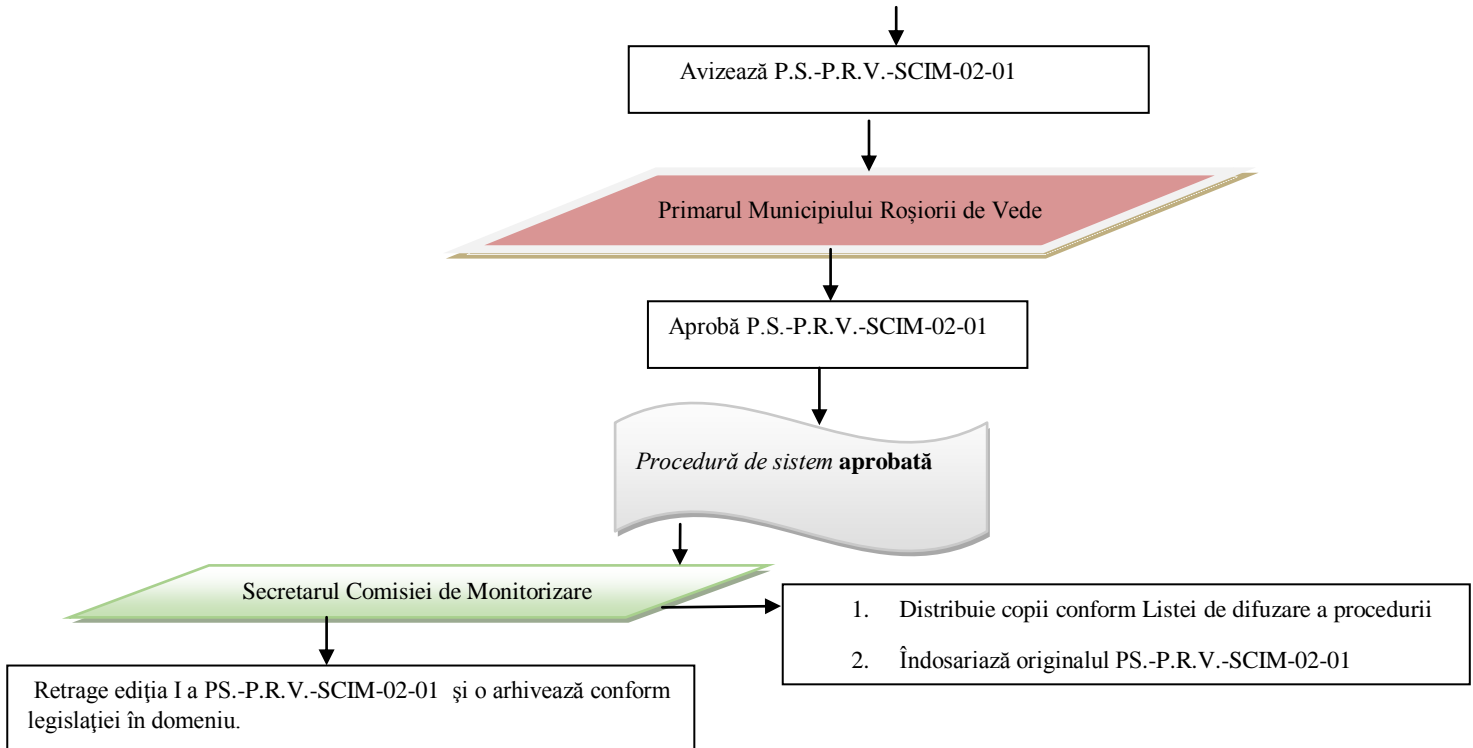 Avizează P.S.-P.R.V.-SCIM-02-01
Primarul Municipiului Roșiorii de Vede
Aprobă P.S.-P.R.V.-SCIM-02-01
Procedură de sistem aprobată
Secretarul Comisiei de Monitorizare
1. Distribuie copii conform Listei de difuzare a procedurii
2. Îndosariază originalul PS.-P.R.V.-SCIM-02-01
Retrage ediţia I a PS.-P.R.V.-SCIM-02-01 şi o arhivează conform
legislaţiei în domeniu.